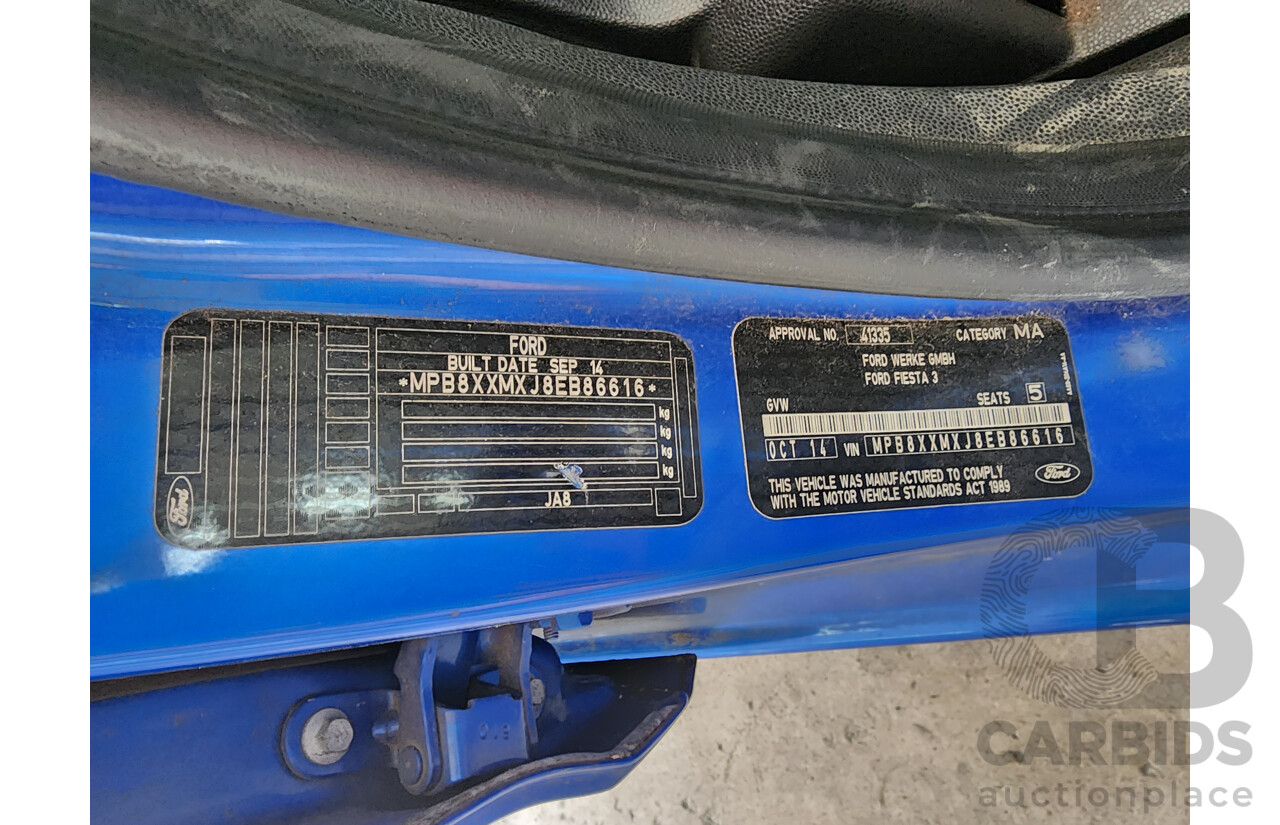 FORD
BUILT DATE SEP 14
*MPB8XXMXJ8EB86616*
kg
kg
kg
kg
JA8
Ford
APPROVAL NO. 41335 CATEGORY MA
FORD WERKE GMBH
FORD FIESTA 3
GVW SEATS 5
OCT 14 VIN MPB8XXMXJ8EB86616
THIS VEHICLE WAS MANUFACTURED TO COMPLY
WITH THE MOTOR VEHICLE STANDARDS ACT 1989
Ford
CB
CARBIDS
auctionplace